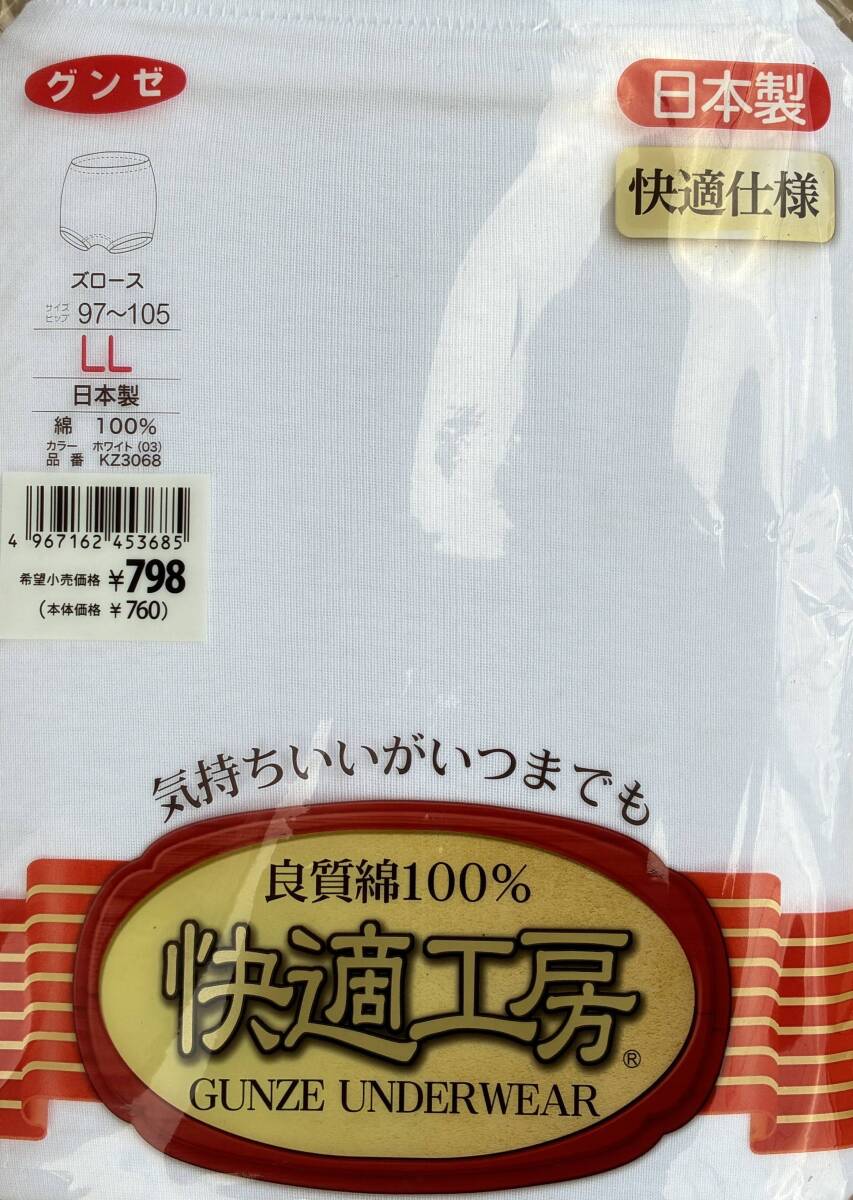 グンゼ
日本製
快適仕様
ズロース
サイズ
ヒップ 97〜105
LL
日本製
綿 100%
カラー ホワイト (03)
品番 KZ3068
4 967162 453685
希望小売価格 ¥798
(本体価格 ¥760)
気持ちいいがいつまでも
良質綿100%
快適工房®
GUNZE UNDERWEAR